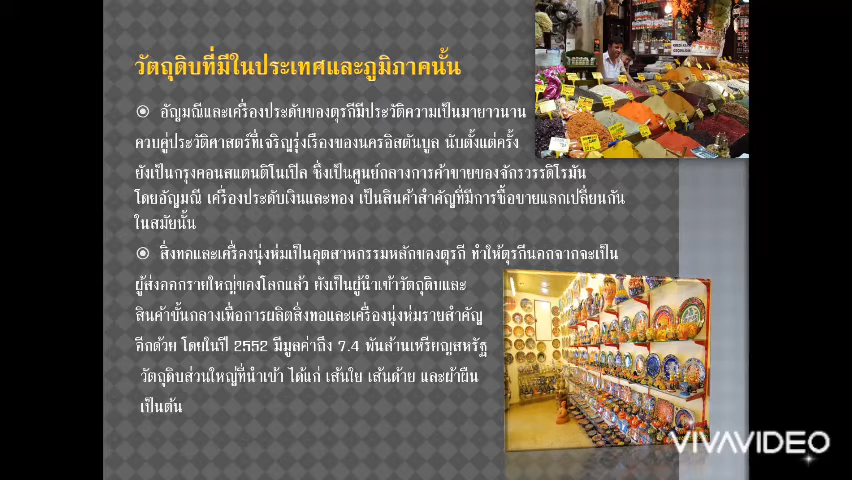 วัตถุดิบที่มีในประเทศและภูมิภาคนั้น
อัญมณีและเครื่องประดับของตุรกีมีประวัติความเป็นมายาวนาน
ควบคู่ประวัติศาสตร์ที่เจริญรุ่งเรืองของนครอิสตันบูล นับตั้งแต่ครั้ง
ยังเป็นกรุงคอนสแตนติโนเปิล ซึ่งเป็นศูนย์กลางการค้าขายของจักรวรรดิโรมัน
โดยอัญมณี เครื่องประดับเงินและทอง เป็นสินค้าสำคัญที่มีการซื้อขายแลกเปลี่ยนกัน
ในสมัยนั้น
สิ่งทอและเครื่องนุ่งห่มเป็นอุตสาหกรรมหลักของตุรกี ทำให้ตุรกีนอกจากจะเป็น
ผู้ส่งออกรายใหญ่ของโลกแล้ว ยังเป็นผู้นำเข้าวัตถุดิบและ
สินค้าขั้นกลางเพื่อการผลิตสิ่งทอและเครื่องนุ่งห่มรายสำคัญ
อีกด้วย โดยในปี 2552 มีมูลค่าถึง 7.4 พันล้านเหรียญสหรัฐ
วัตถุดิบส่วนใหญ่ที่นำเข้า ได้แก่ เส้นใย เส้นด้าย และผ้าผืน
เป็นต้น
VIVAVIDEO